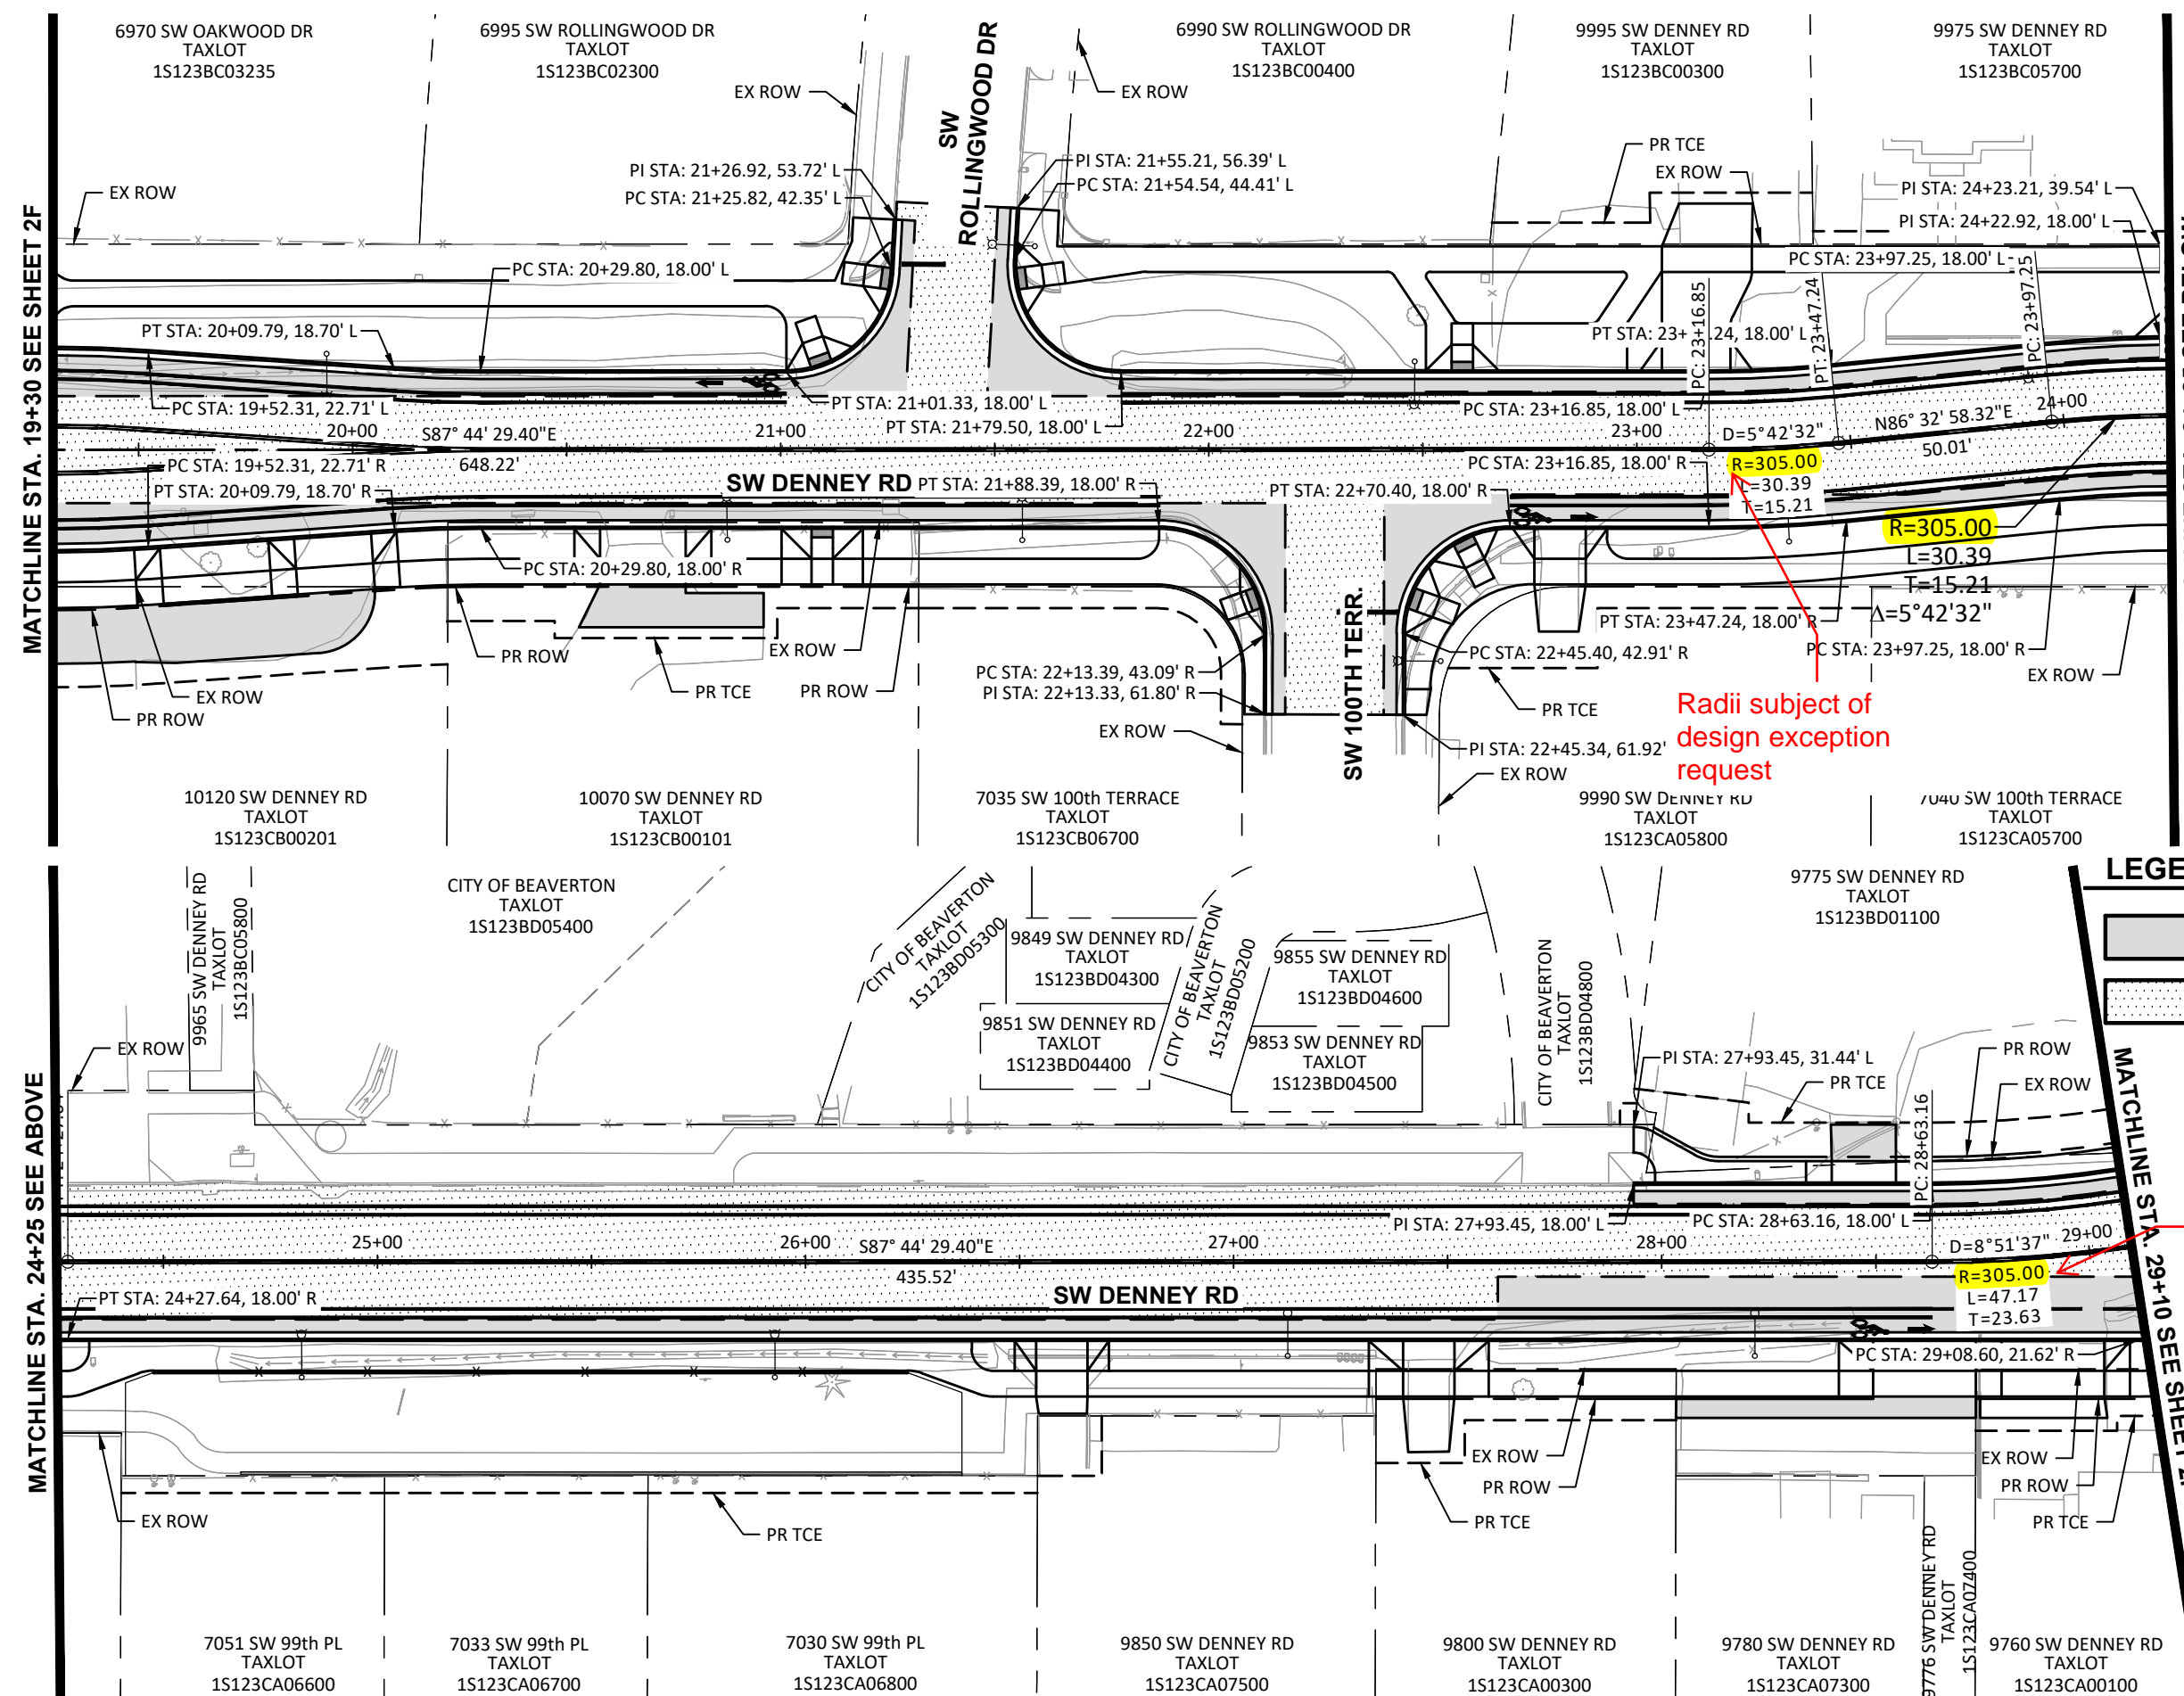 6970 SW OAKWOOD DR
TAXLOT
1S123BC03235
6995 SW ROLLINGWOOD DR
TAXLOT
1S123BC02300
SW
ROLLINGWOOD DR
6990 SW ROLLINGWOOD DR
TAXLOT
1S123BC00400
9995 SW DENNEY RD
TAXLOT
1S123BC00300
9975 SW DENNEY RD
TAXLOT
1S123BC05700
EX ROW
EX ROW
EX ROW
PR TCE
EX ROW
PI STA: 21+26.92, 53.72' L
PC STA: 21+25.82, 42.35' L
PI STA: 21+55.21, 56.39' L
PC STA: 21+54.54, 44.41' L
PI STA: 24+23.21, 39.54' L
PI STA: 24+22.92, 18.00' L
PC STA: 23+97.25, 18.00' L
MATCHLINE STA. 19+30 SEE SHEET 2F
PC STA: 20+29.80, 18.00' L
PT STA: 20+09.79, 18.70' L
PT STA: 23+ .24, 18.00' L
PC: 23+16.85
PT: 23+47.24
PC: 23+97.25
PC STA: 19+52.31, 22.71' L
PT STA: 21+01.33, 18.00' L
PT STA: 21+79.50, 18.00' L
PC STA: 23+16.85, 18.00' L
20+00
S87° 44' 29.40"E
648.22'
21+00
22+00
23+00
D=5°42'32"
R=305.00
L=30.39
T=15.21
N86° 32' 58.32"E
50.01'
24+00
PC STA: 19+52.31, 22.71' R
PT STA: 20+09.79, 18.70' R
SW DENNEY RD
PT STA: 21+88.39, 18.00' R
PT STA: 22+70.40, 18.00' R
PC STA: 23+16.85, 18.00' R
R=305.00
L=30.39
T=15.21
Δ=5°42'32"
PC STA: 20+29.80, 18.00' R
PT STA: 23+47.24, 18.00' R
PC STA: 23+97.25, 18.00' R
EX ROW
PR ROW
EX ROW
PR ROW
PR TCE
EX ROW
PR ROW
PC STA: 22+13.39, 43.09' R
PI STA: 22+13.33, 61.80' R
EX ROW
SW 100TH TERR.
PC STA: 22+45.40, 42.91' R
PR TCE
PI STA: 22+45.34, 61.92'
EX ROW
Radii subject of
design exception
request
10120 SW DENNEY RD
TAXLOT
1S123CB00201
10070 SW DENNEY RD
TAXLOT
1S123CB00101
7035 SW 100th TERRACE
TAXLOT
1S123CB06700
9990 SW DENNEY RD
TAXLOT
1S123CA05800
7040 SW 100th TERRACE
TAXLOT
1S123CA05700
9965 SW DENNEY RD
TAXLOT
1S123BC05800
CITY OF BEAVERTON
TAXLOT
1S123BD05400
CITY OF BEAVERTON
TAXLOT
1S123BD05300
9849 SW DENNEY RD
TAXLOT
1S123BD04300
9851 SW DENNEY RD
TAXLOT
1S123BD04400
CITY OF BEAVERTON
TAXLOT
1S123BD05200
9855 SW DENNEY RD
TAXLOT
1S123BD04600
9853 SW DENNEY RD
TAXLOT
1S123BD04500
CITY OF BEAVERTON
TAXLOT
1S123BD04800
9775 SW DENNEY RD
TAXLOT
1S123BD01100
LEGE
EX ROW
PI STA: 27+93.45, 31.44' L
PR TCE
PR ROW
EX ROW
PC: 28+63.16
MATCHLINE STA. 24+25 SEE ABOVE
MATCHLINE STA. 29+10 SEE SHEET
PI STA: 27+93.45, 18.00' L
PC STA: 28+63.16, 18.00' L
25+00
26+00
S87° 44' 29.40"E
435.52'
27+00
28+00
29+00
D=8°51'37"
R=305.00
L=47.17
T=23.63
PT STA: 24+27.64, 18.00' R
SW DENNEY RD
PC STA: 29+08.60, 21.62' R
EX ROW
PR TCE
EX ROW
PR ROW
PR TCE
EX ROW
PR ROW
PR TCE
7051 SW 99th PL
TAXLOT
1S123CA06600
7033 SW 99th PL
TAXLOT
1S123CA06700
7030 SW 99th PL
TAXLOT
1S123CA06800
9850 SW DENNEY RD
TAXLOT
1S123CA07500
9800 SW DENNEY RD
TAXLOT
1S123CA00300
9780 SW DENNEY RD
TAXLOT
1S123CA07300
9776 SW DENNEY RD
TAXLOT
1S123CA07400
9760 SW DENNEY RD
TAXLOT
1S123CA00100